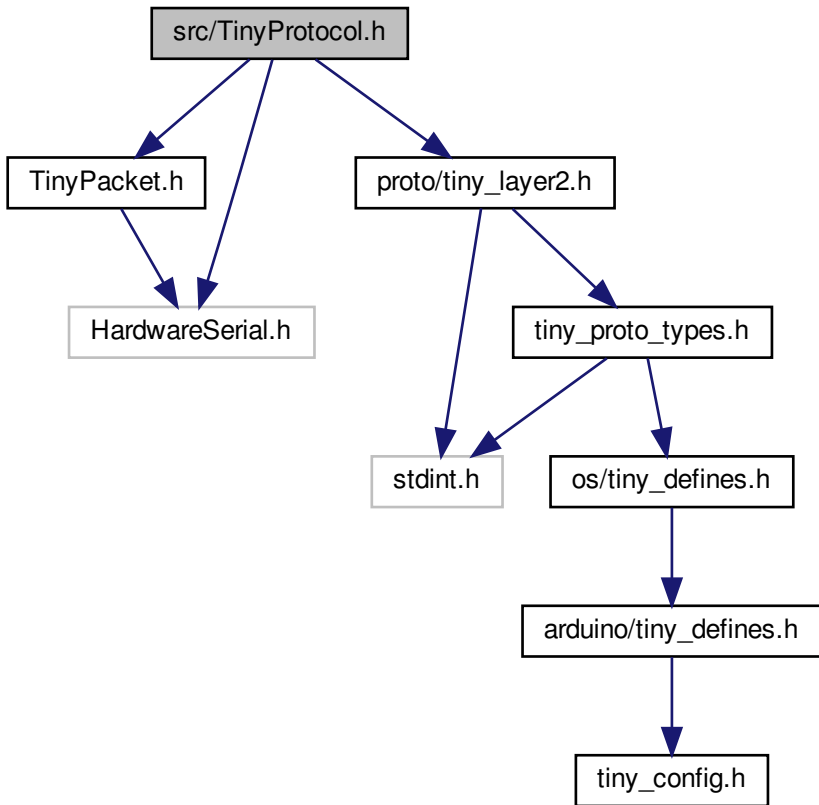 src/TinyProtocol.h
TinyPacket.h
proto/tiny_layer2.h
HardwareSerial.h
tiny_proto_types.h
stdint.h
os/tiny_defines.h
arduino/tiny_defines.h
tiny_config.h